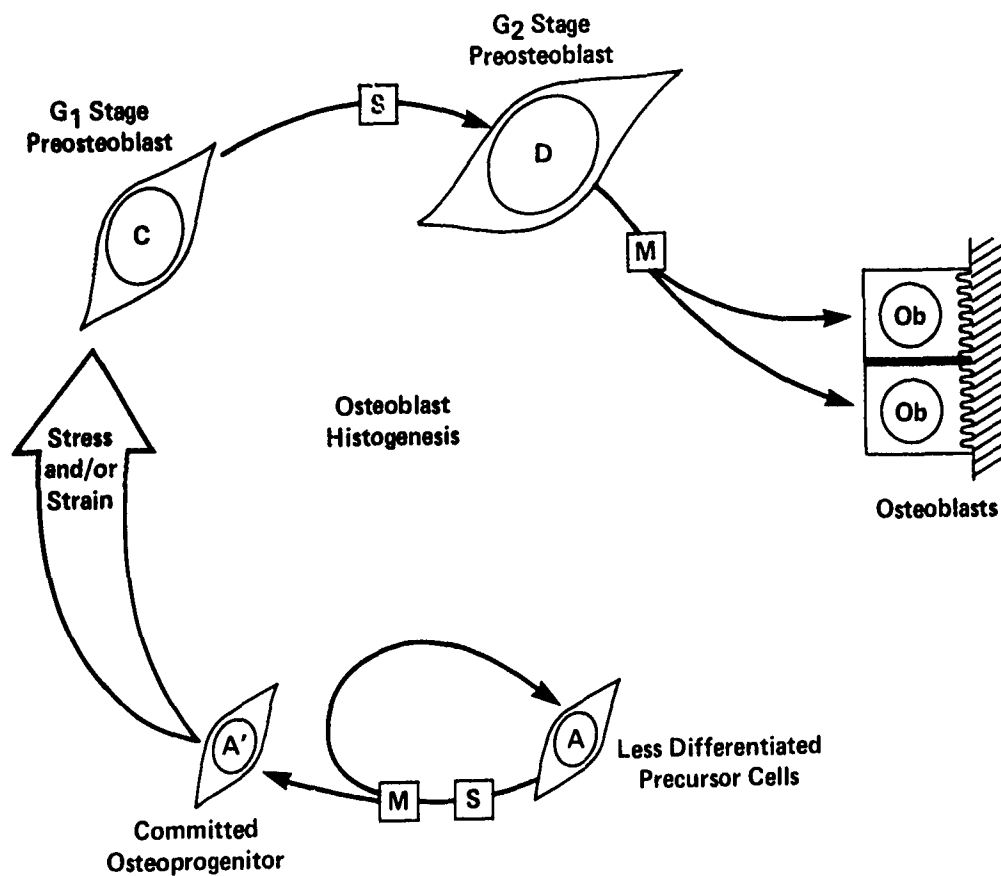 G2 Stage
Preosteoblast
G1 Stage
Preosteoblast
S
D
C
M
Ob
Ob
Osteoblast
Histogenesis
Stress
and/or
Strain
Osteoblasts
A'
A
M
S
Less Differentiated
Precursor Cells
Committed
Osteoprogenitor